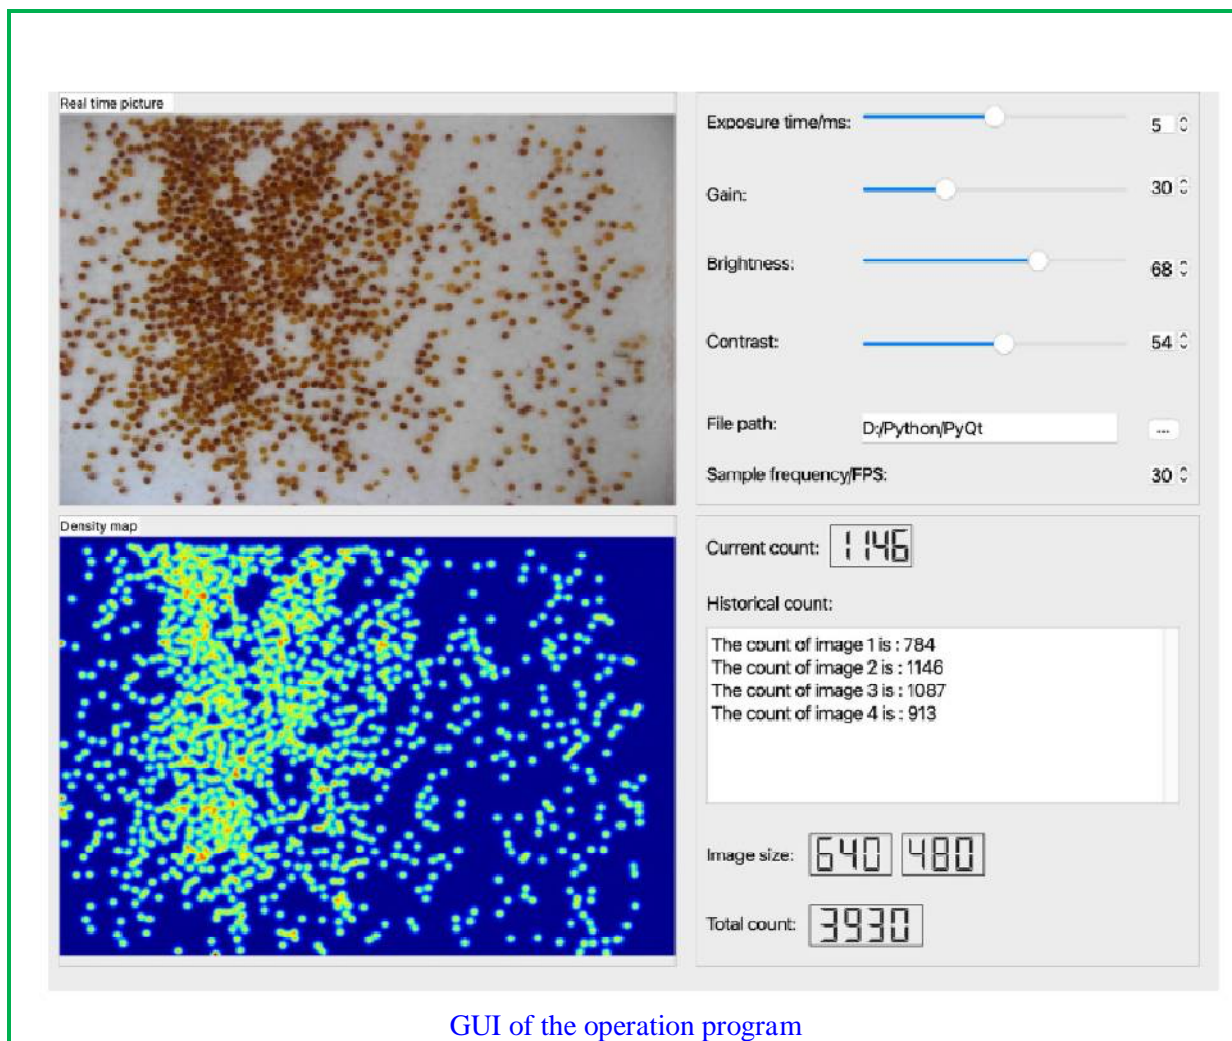 Real time picture
Exposure time/ms: 5
Gain: 30
Brightness: 68
Contrast: 54
File path: D:/Python/PyQt ...
Sample frequency/FPS: 30
Density map
Current count: 1146
Historical count:
The count of image 1 is : 784
The count of image 2 is : 1146
The count of image 3 is : 1087
The count of image 4 is : 913
Image size: 640 480
Total count: 3930
GUI of the operation program